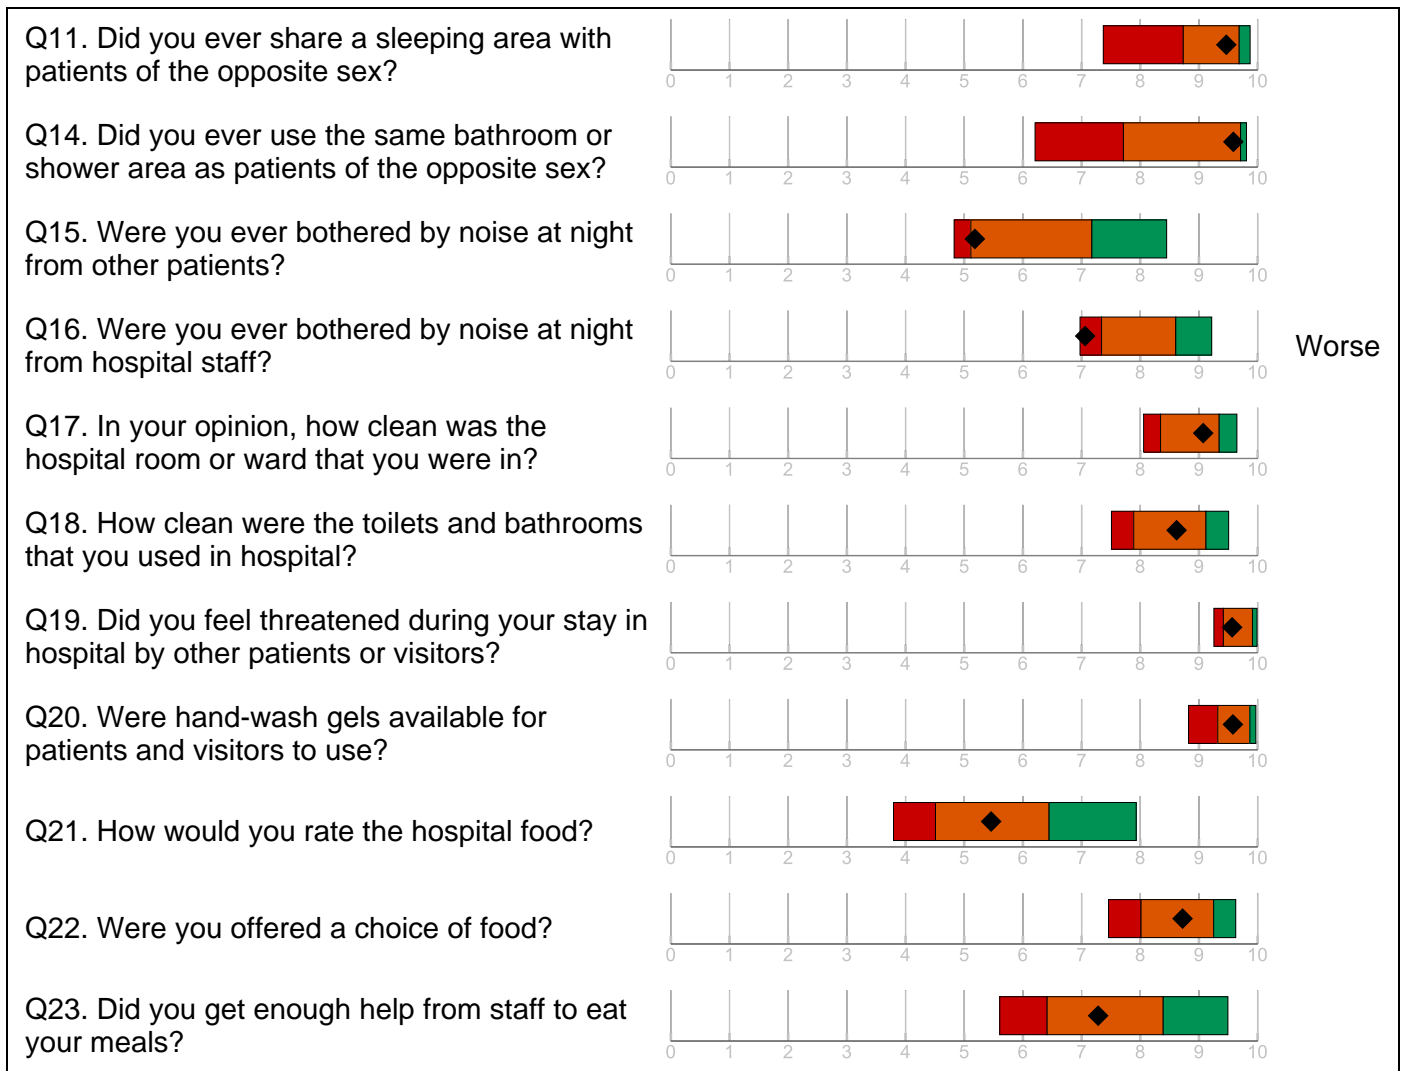 Q11. Did you ever share a sleeping area with
patients of the opposite sex?
0 1 2 3 4 5 6 7 8 9 10
Q14. Did you ever use the same bathroom or
shower area as patients of the opposite sex?
0 1 2 3 4 5 6 7 8 9 10
Q15. Were you ever bothered by noise at night
from other patients?
0 1 2 3 4 5 6 7 8 9 10
Q16. Were you ever bothered by noise at night
from hospital staff?
Worse
0 1 2 3 4 5 6 7 8 9 10
Q17. In your opinion, how clean was the
hospital room or ward that you were in?
0 1 2 3 4 5 6 7 8 9 10
Q18. How clean were the toilets and bathrooms
that you used in hospital?
0 1 2 3 4 5 6 7 8 9 10
Q19. Did you feel threatened during your stay in
hospital by other patients or visitors?
0 1 2 3 4 5 6 7 8 9 10
Q20. Were hand-wash gels available for
patients and visitors to use?
0 1 2 3 4 5 6 7 8 9 10
Q21. How would you rate the hospital food?
0 1 2 3 4 5 6 7 8 9 10
Q22. Were you offered a choice of food?
0 1 2 3 4 5 6 7 8 9 10
Q23. Did you get enough help from staff to eat
your meals?
0 1 2 3 4 5 6 7 8 9 10